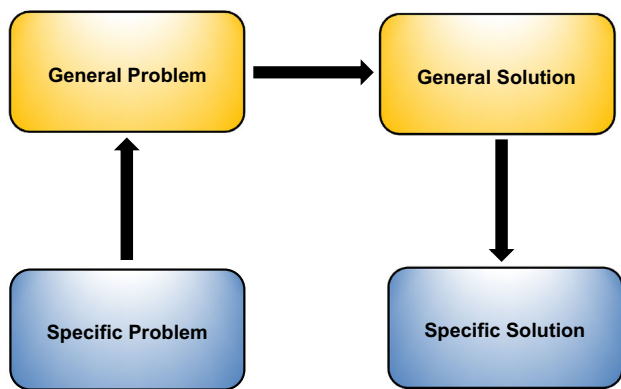 General Problem
General Solution
Specific Problem
Specific Solution